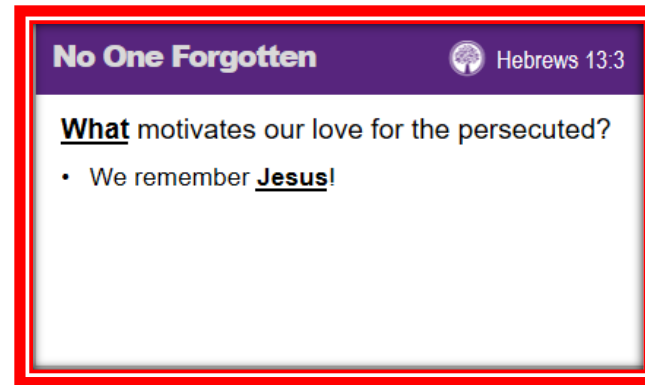 No One Forgotten Hebrews 13:3
What motivates our love for the persecuted?
• We remember Jesus!